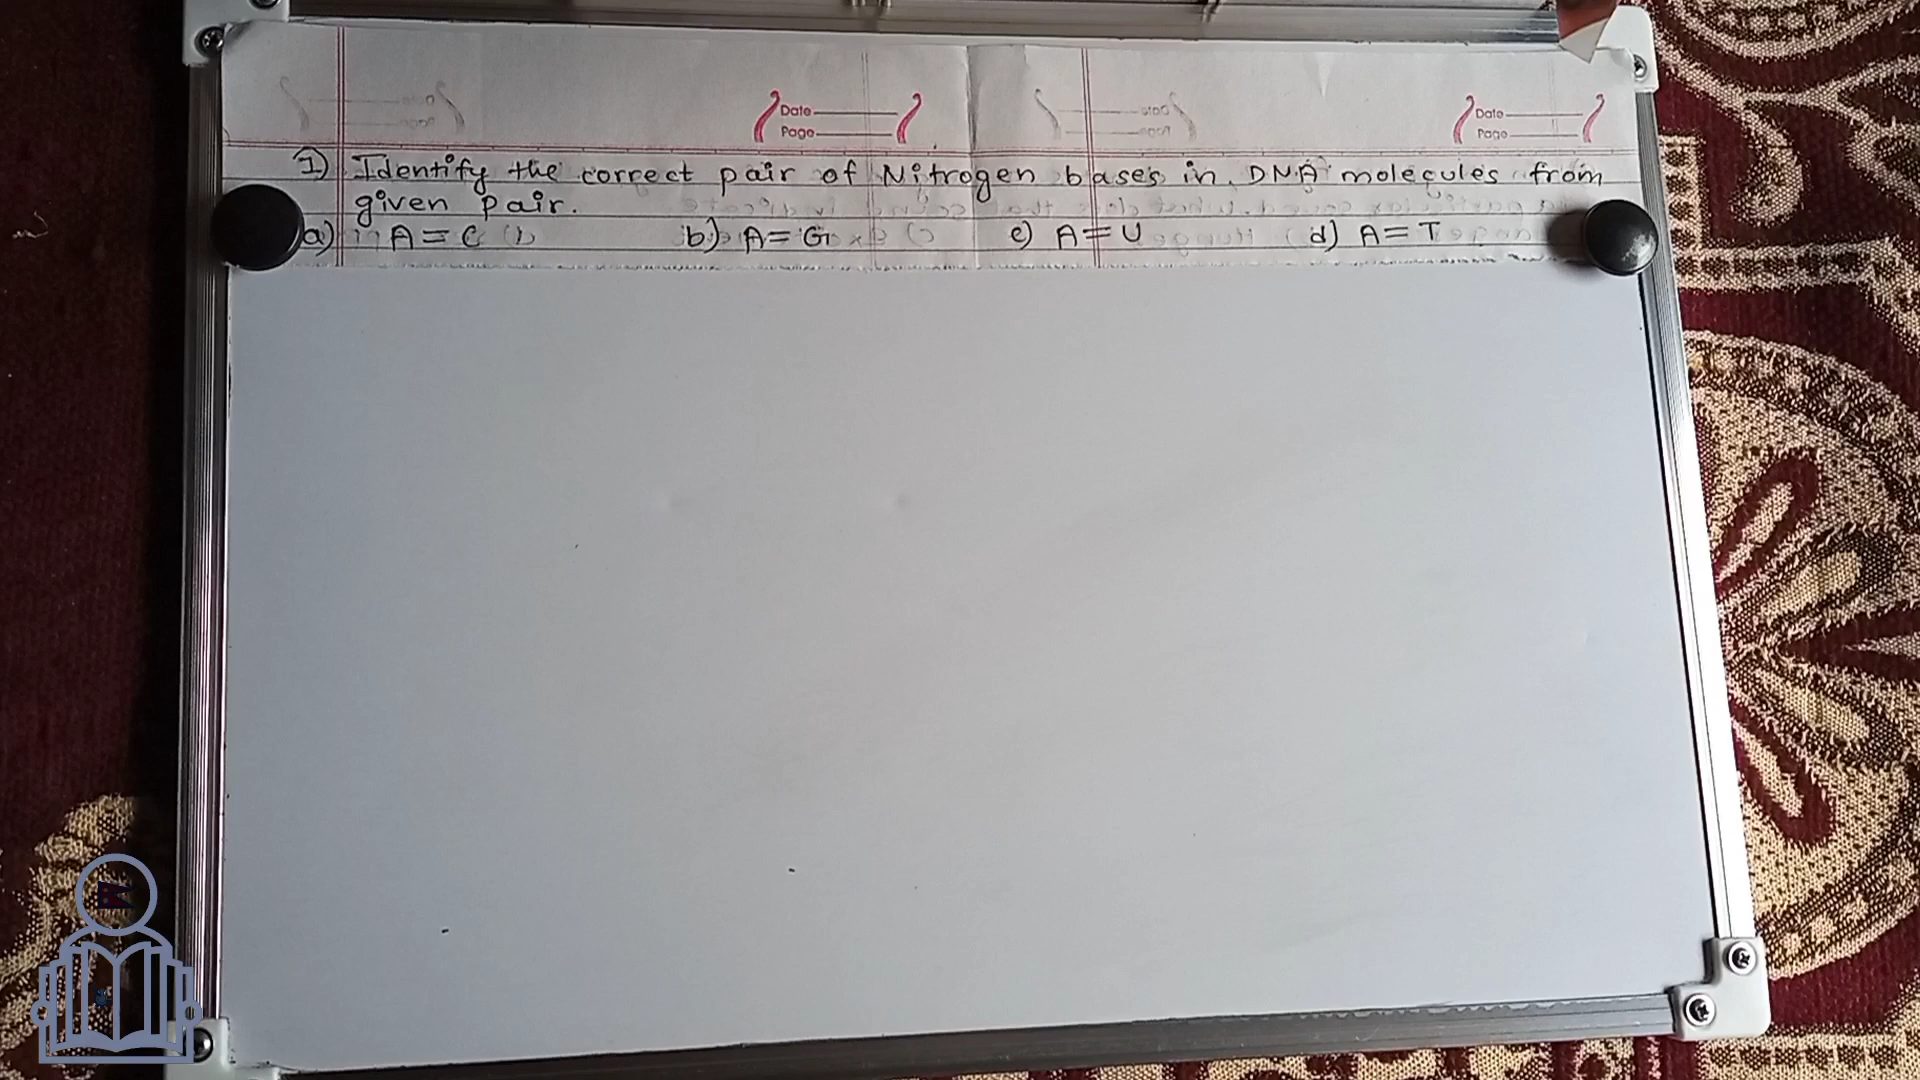 Date
Page
Date
Page
1) Identify the correct pair of Nitrogen bases in DNA molecules from
given pair.
a) A = C b) A = G c) A = U d) A = T